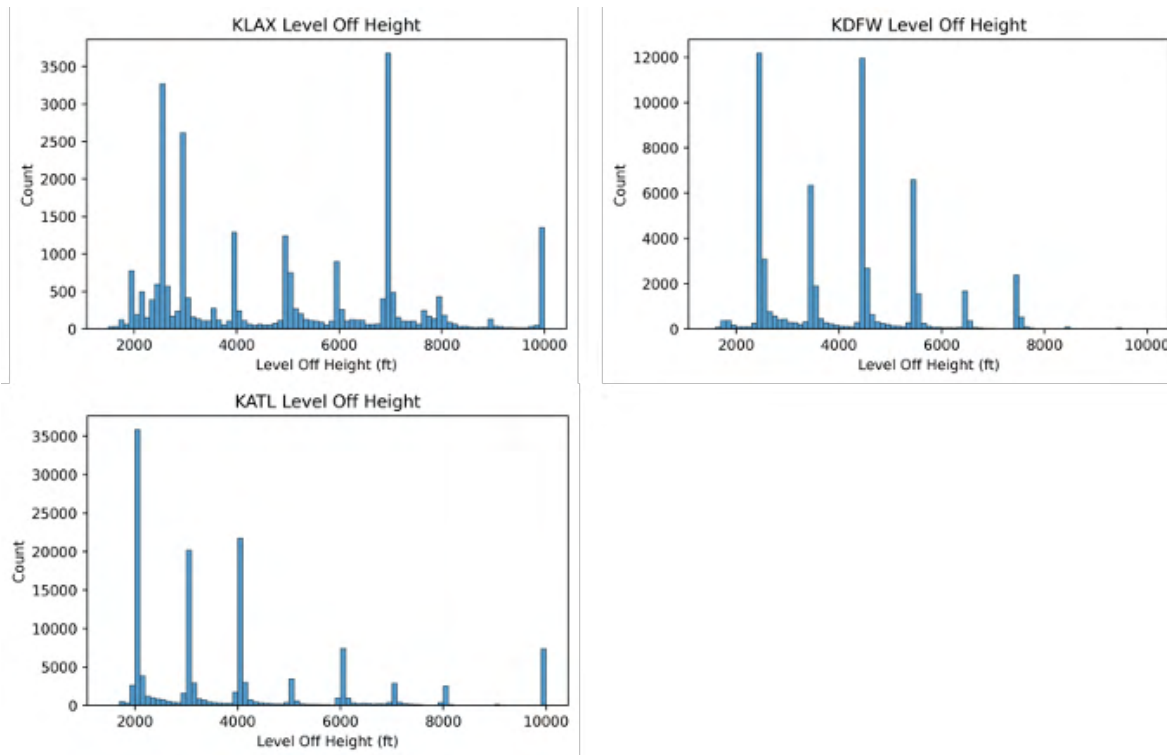 KLAX Level Off Height
3500
3000
2500
2000
1500
1000
500
0
Count
2000 4000 6000 8000 10000
Level Off Height (ft)
KDFW Level Off Height
12000
10000
8000
6000
4000
2000
0
Count
2000 4000 6000 8000 10000
Level Off Height (ft)
KATL Level Off Height
35000
30000
25000
20000
15000
10000
5000
0
Count
2000 4000 6000 8000 10000
Level Off Height (ft)